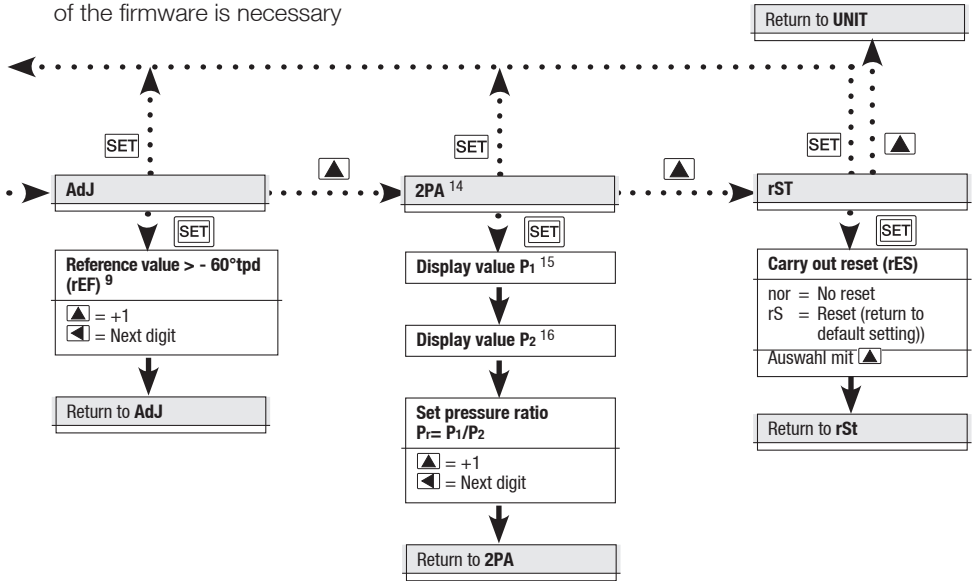 of the firmware is necessary
Return to UNIT
SET
SET
SET
AdJ
2PA 14
rST
SET
Reference value > - 60°tpd
(rEF) 9
▲ = +1
◀ = Next digit
Return to AdJ
SET
Display value P1 15
Display value P2 16
Set pressure ratio
Pr= P1/P2
▲ = +1
◀ = Next digit
Return to 2PA
SET
Carry out reset (rES)
nor = No reset
rS = Reset (return to
default setting))
Auswahl mit ▲
Return to rSt